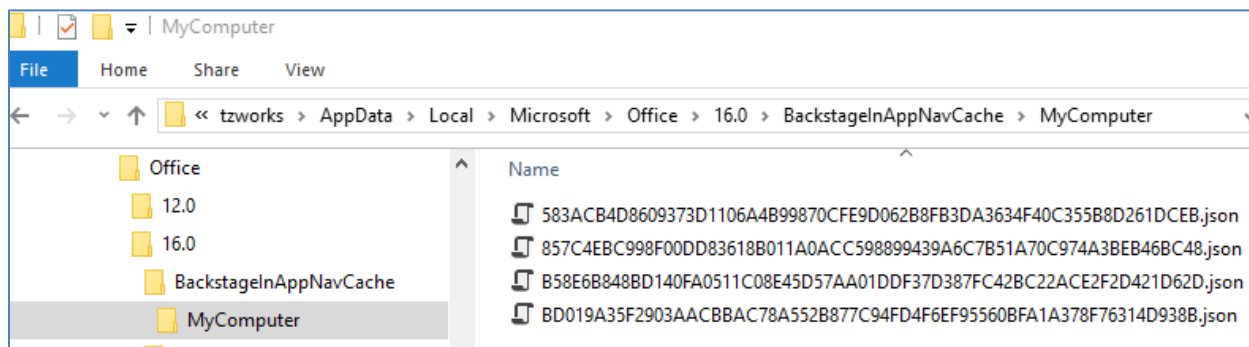 MyComputer
File Home Share View
« tzworks > AppData > Local > Microsoft > Office > 16.0 > BackstageInAppNavCache > MyComputer
Office
12.0
16.0
BackstageInAppNavCache
MyComputer
Name
583ACB4D8609373D1106A4B99870CFE9D062B8FB3DA3634F40C355B8D261DCEB.json
857C4EBC998F00DD83618B011A0ACC598899439A6C7B51A70C974A3BEB46BC48.json
B58E6B848BD140FA0511C08E45D57AA01DDF37D387FC42BC22ACE2F2D421D62D.json
BD019A35F2903AACBBAC78A552B877C94FD4F6EF95560BFA1A378F76314D938B.json